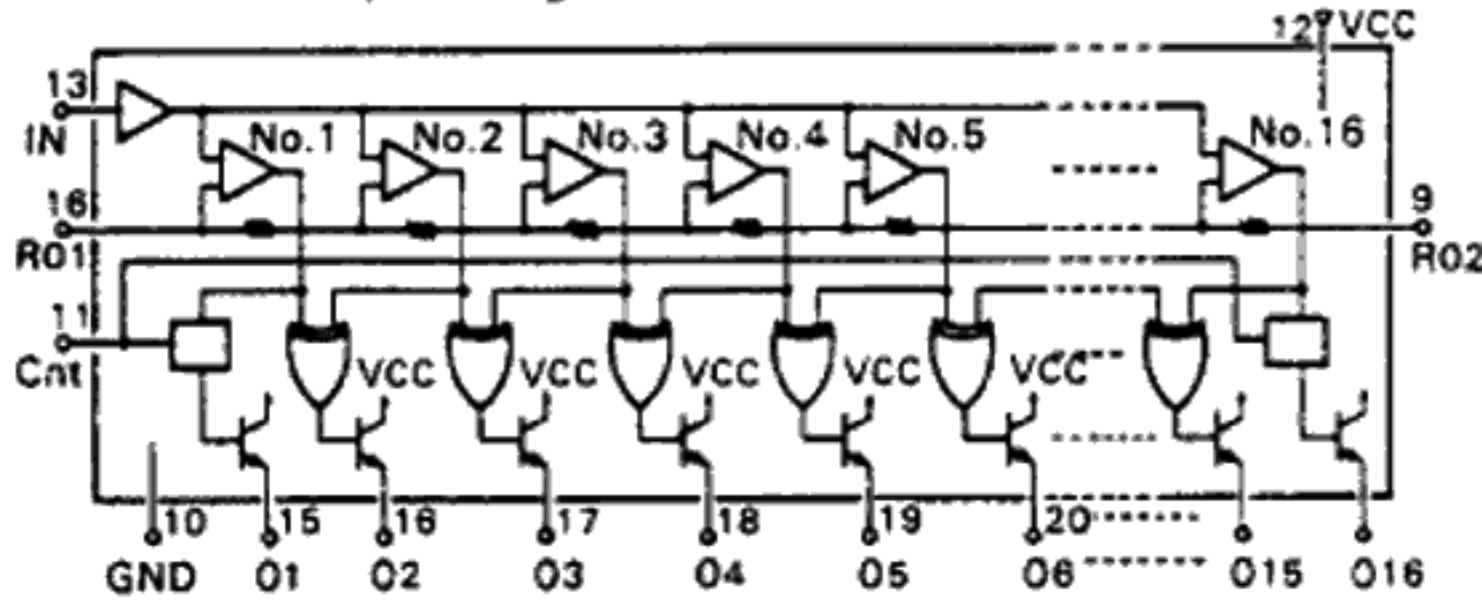 12 VCC
13
IN
No.1 No.2 No.3 No.4 No.5 No.16
16
RO1
9
RO2
11
Cnt
VCC VCC VCC VCC VCC
10 15 16 17 18 19 20
GND O1 O2 O3 O4 O5 O6 O15 O16